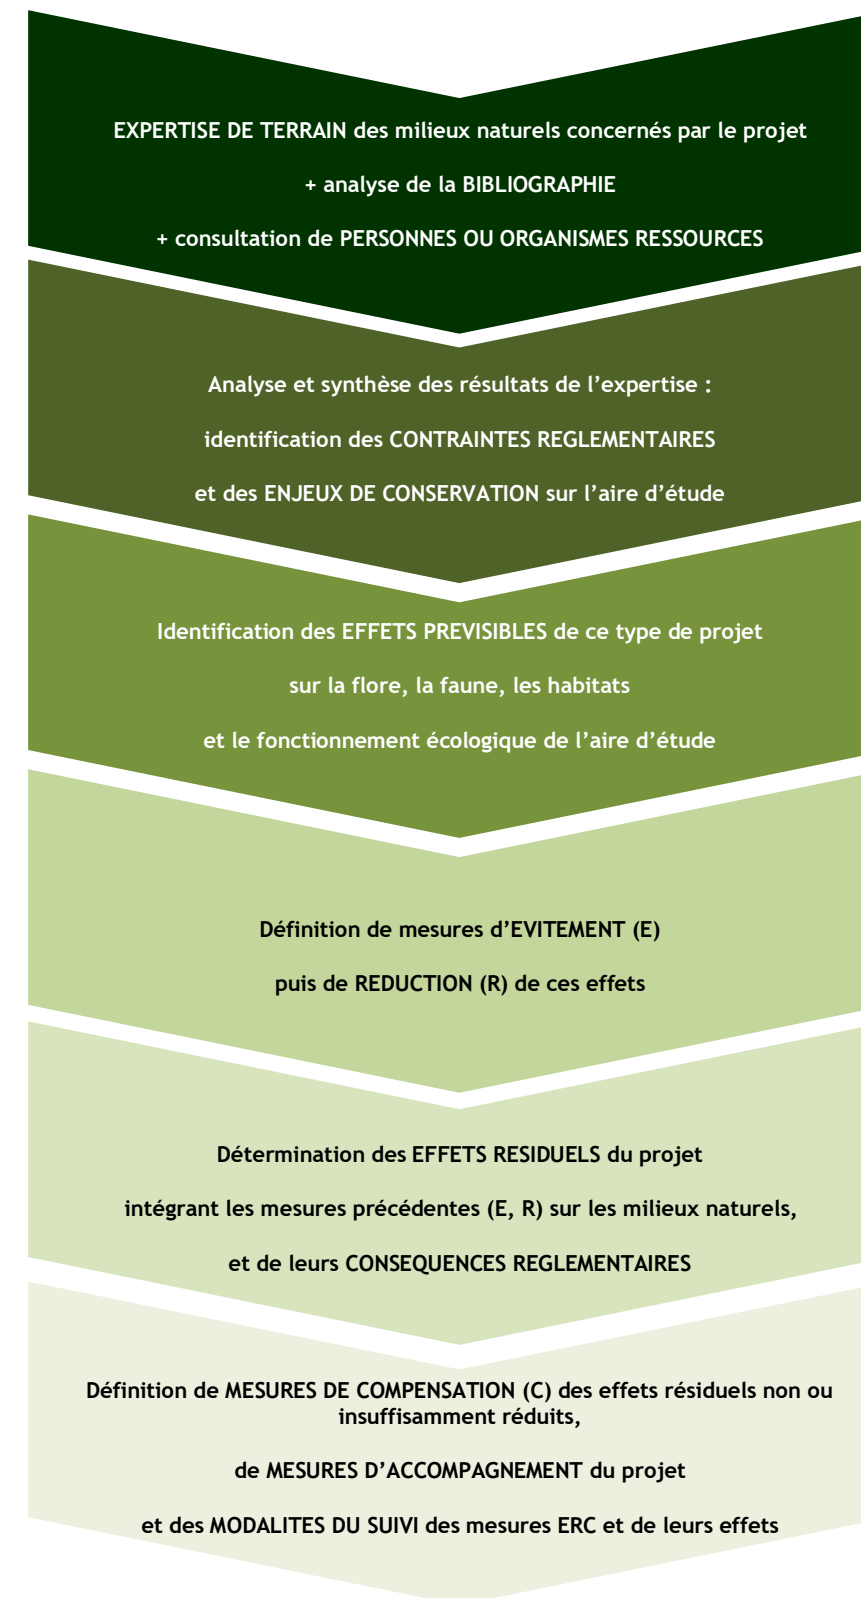 EXPERTISE DE TERRAIN des milieux naturels concernés par le projet
+ analyse de la BIBLIOGRAPHIE
+ consultation de PERSONNES OU ORGANISMES RESSOURCES
Analyse et synthèse des résultats de l’expertise :
identification des CONTRAINTES REGLEMENTAIRES
et des ENJEUX DE CONSERVATION sur l’aire d’étude
Identification des EFFETS PREVISIBLES de ce type de projet
sur la flore, la faune, les habitats
et le fonctionnement écologique de l’aire d’étude
Définition de mesures d’EVITEMENT (E)
puis de REDUCTION (R) de ces effets
Détermination des EFFETS RESIDUELS du projet
intégrant les mesures précédentes (E, R) sur les milieux naturels,
et de leurs CONSEQUENCES REGLEMENTAIRES
Définition de MESURES DE COMPENSATION (C) des effets résiduels non ou
insuffisamment réduits,
de MESURES D’ACCOMPAGNEMENT du projet
et des MODALITES DU SUIVI des mesures ERC et de leurs effets